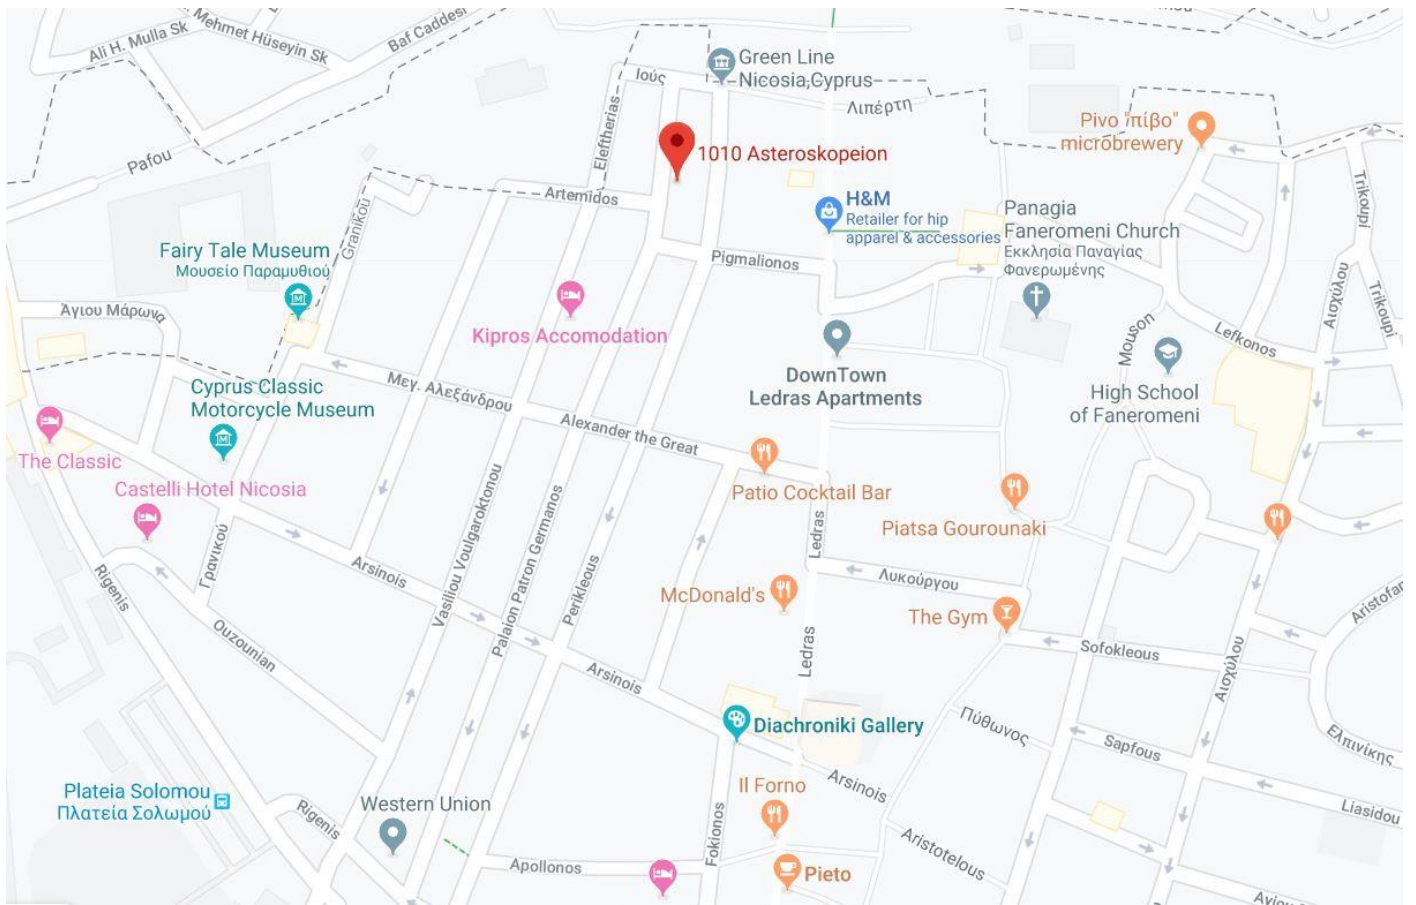 Ali H. Mulla Sk
Mehmet Hüseyin Sk
Baf Caddesi
Pafou
Ιούς
Eleftherias
Green Line
Nicosia,Cyprus
Λιπέρτη
Pivo "πίβο"
microbrewery
1010 Asteroskopeion
Artemidos
Granikou
H&M
Retailer for hip
apparel & accessories
Panagia
Faneromeni Church
Εκκλησία Παναγίας
Φανερωμένης
Trikoupi
Fairy Tale Museum
Μουσείο Παραμυθιού
Pigmalionos
Αισχύλου
Trikoupi
Άγιου Μάρωνα
Kipros Accomodation
Mouson
Lefkonos
DownTown
Ledras Apartments
High School
of Faneromeni
Cyprus Classic
Motorcycle Museum
Μεγ. Αλεξάνδρου
Alexander the Great
The Classic
Castelli Hotel Nicosia
Patio Cocktail Bar
Piatsa Gourounaki
Γρανικού
Vasiliou Voulgaroktonou
Palaion Patron Germanos
Perikleous
Ledras
Λυκούργου
Rigenis
Arsinois
McDonald's
The Gym
Aristofan
Ouzounian
Ledras
Sofokleous
Arsinois
Αισχύλου
Diachroniki Gallery
Πύθωνος
Sapfous
Ελπινίκης
Plateia Solomou
Πλατεία Σολωμού
Rigenis
Western Union
Il Forno
Arsinois
Liasidou
Fokionos
Aristotelous
Apollonos
Pieto